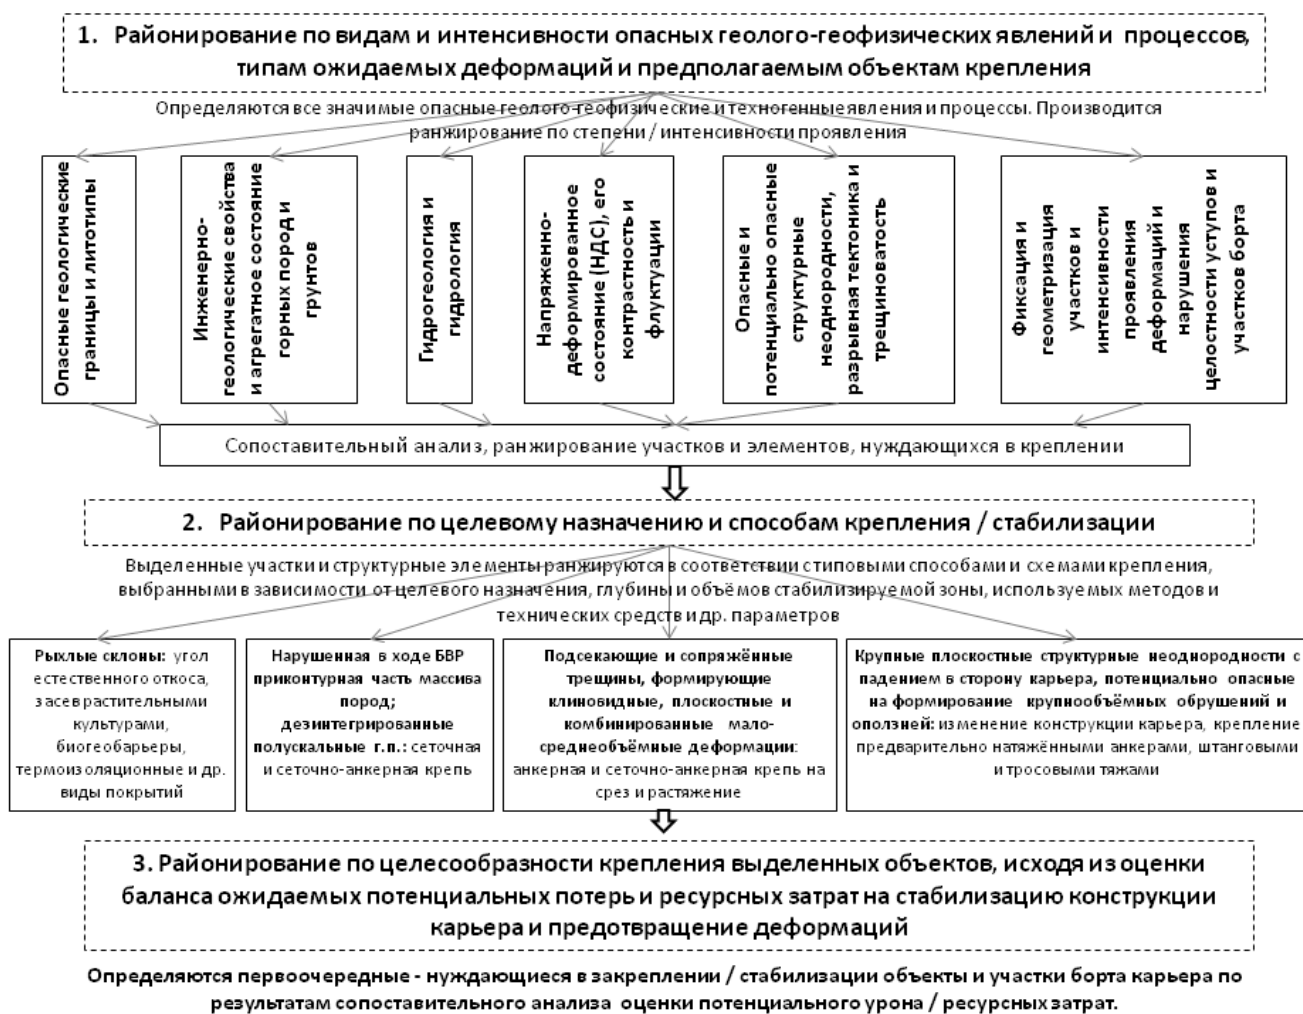 1. Районирование по видам и интенсивности опасных геолого-геофизических явлений и процессов,
типам ожидаемых деформаций и предполагаемым объектам крепления
Определяются все значимые опасные геолого-геофизические и техногенные явления и процессы. Производится
ранжирование по степени / интенсивности проявления
Опасные геологические
границы и литотипы
Инженерно-
геологические свойства
и агрегатное состояние
горных пород и
грунтов
Гидрогеология и
гидрология
Напряженно-
деформированное
состояние (НДС), его
контрастность и
флуктуации
Опасные и
потенциально опасные
структурные
неоднородности,
разрывная тектоника и
трещиноватость
Фиксация и
геометризация
участков и
интенсивности
проявления
деформаций и
нарушения
целостности уступов и
участков борта
Сопоставительный анализ, ранжирование участков и элементов, нуждающихся в креплении
2. Районирование по целевому назначению и способам крепления / стабилизации
Выделенные участки и структурные элементы ранжируются в соответствии с типовыми способами и схемами крепления,
выбранными в зависимости от целевого назначения, глубины и объёмов стабилизируемой зоны, используемых методов и
технических средств и др. параметров
Рыхлые склоны: угол
естественного откоса,
засев растительными
культурами,
биогеобарьеры,
термоизоляционные и др.
виды покрытий
Нарушенная в ходе БВР
приконтурная часть массива
пород;
дезинтегрированные
полускальные г.п.: сеточная
и сеточно-анкерная крепь
Подсекающие и сопряжённые
трещины, формирующие
клиновидные, плоскостные и
комбинированные мало-
среднеобъёмные деформации:
анкерная и сеточно-анкерная крепь на
срез и растяжение
Крупные плоскостные структурные неоднородности с
падением в сторону карьера, потенциально опасные
на формирование крупнообъёмных обрушений и
оползней: изменение конструкции карьера, крепление
предварительно натяжёнными анкерами, штанговыми
и тросовыми тяжами
3. Районирование по целесообразности крепления выделенных объектов, исходя из оценки
баланса ожидаемых потенциальных потерь и ресурсных затрат на стабилизацию конструкции
карьера и предотвращение деформаций
Определяются первоочередные - нуждающиеся в закреплении / стабилизации объекты и участки борта карьера по
результатам сопоставительного анализа оценки потенциального урона / ресурсных затрат.